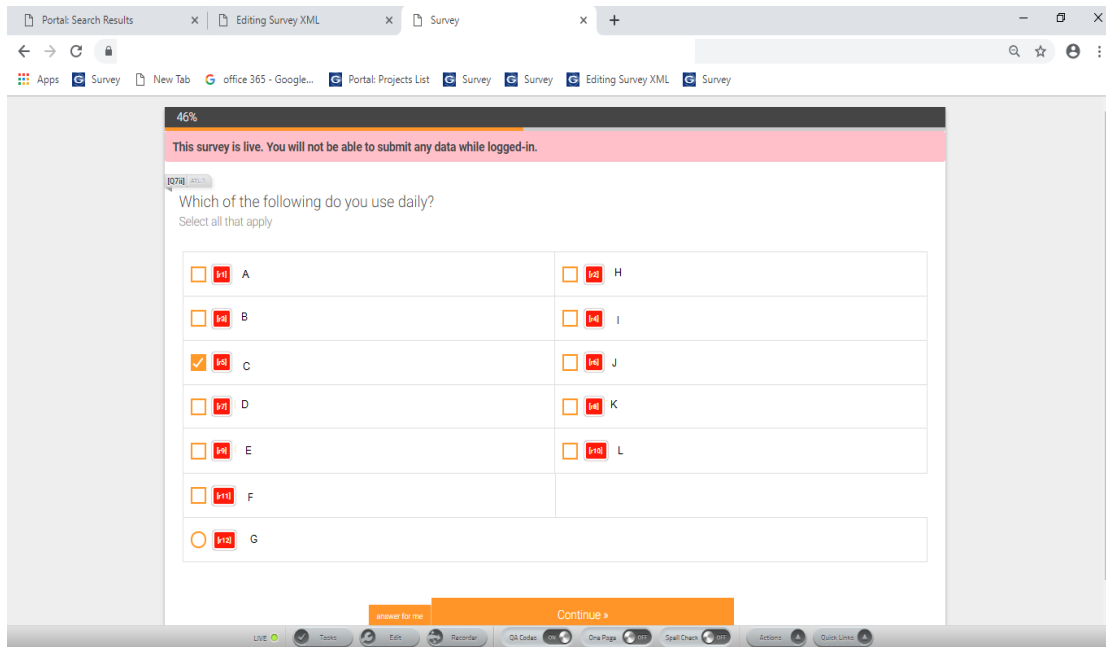 Portal: Search Results Editing Survey XML Survey
Apps Survey New Tab office 365 - Google... Portal: Projects List Survey Survey Editing Survey XML Survey
46%
This survey is live. You will not be able to submit any data while logged-in.
[Q7ii]
Which of the following do you use daily?
Select all that apply
[r1] A [r2] H
[r3] B [r4] I
[r5] C [r6] J
[r7] D [r8] K
[r9] E [r10] L
[r11] F
[r12] G
answer for me Continue »
LIVE Tasks Edit Recorder QA Codes ON One Page OFF Spell Check OFF Actions Quick Links